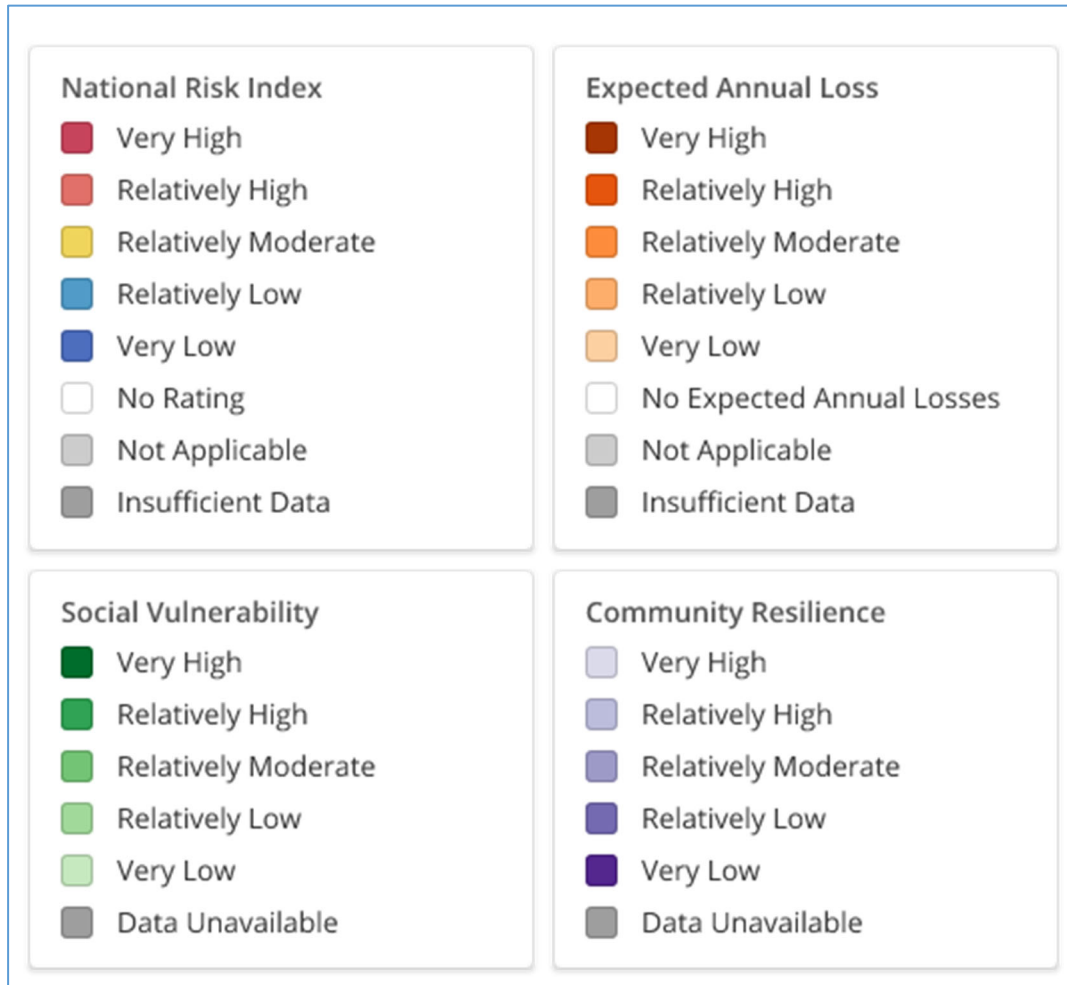 National Risk Index
Very High
Relatively High
Relatively Moderate
Relatively Low
Very Low
No Rating
Not Applicable
Insufficient Data
Expected Annual Loss
Very High
Relatively High
Relatively Moderate
Relatively Low
Very Low
No Expected Annual Losses
Not Applicable
Insufficient Data
Social Vulnerability
Very High
Relatively High
Relatively Moderate
Relatively Low
Very Low
Data Unavailable
Community Resilience
Very High
Relatively High
Relatively Moderate
Relatively Low
Very Low
Data Unavailable